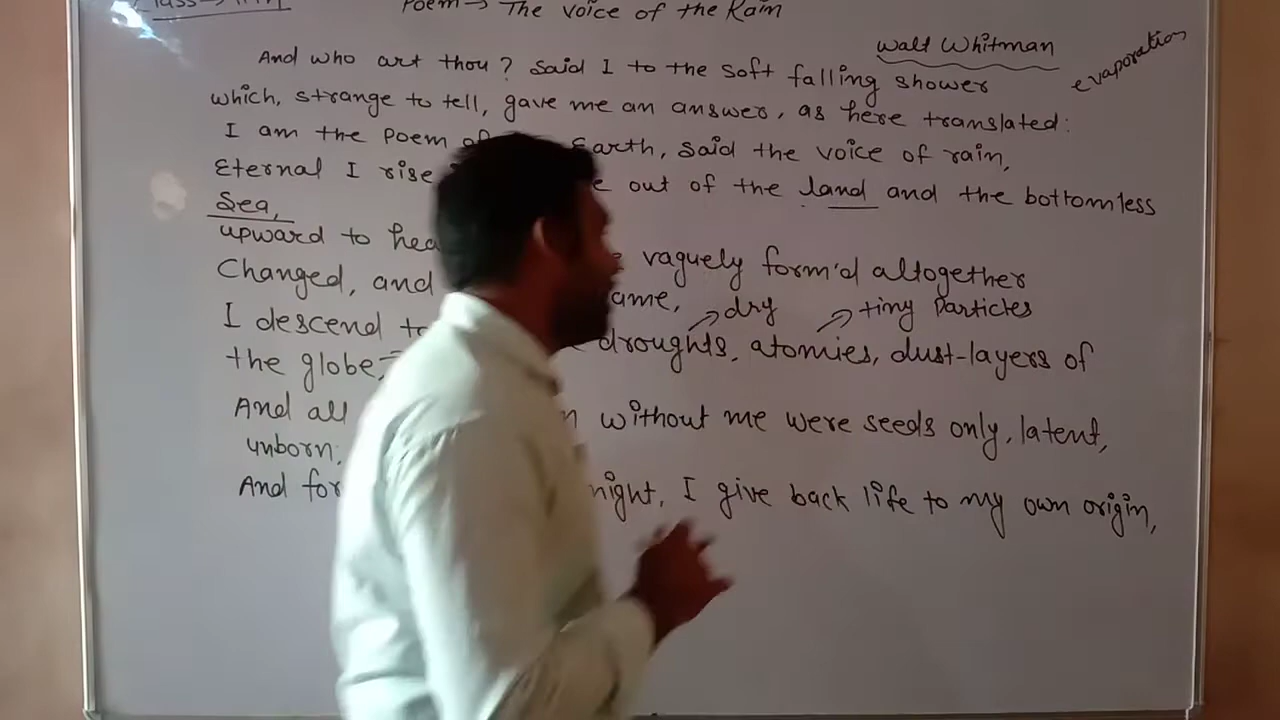 Poem → The Voice of the Rain
Walt Whitman
evaporation
And who art thou? Said I to the soft falling shower
which, strange to tell, gave me an answer, as here translated:
I am the Poem of Earth, said the voice of rain,
Eternal I rise out of the land and the bottomless
Sea,
upward to vaguely form'd altogether
Changed, and
→ dry → tiny particles
I descend to droughts, atomies, dust-layers of
the globe,
And all without me were seeds only, latent,
unborn;
And for night, I give back life to my own origin,